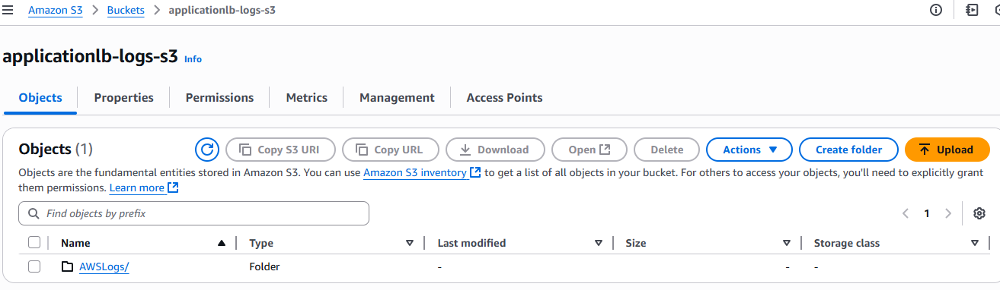 Amazon S3 > Buckets > applicationlb-logs-s3
applicationlb-logs-s3 Info
Objects Properties Permissions Metrics Management Access Points
Objects (1) Copy S3 URI Copy URL Download Open Delete Actions Create folder Upload
Objects are the fundamental entities stored in Amazon S3. You can use Amazon S3 inventory to get a list of all objects in your bucket. For others to access your objects, you'll need to explicitly grant
them permissions. Learn more
Find objects by prefix 1
Name Type Last modified Size Storage class
AWSLogs/ Folder - - -